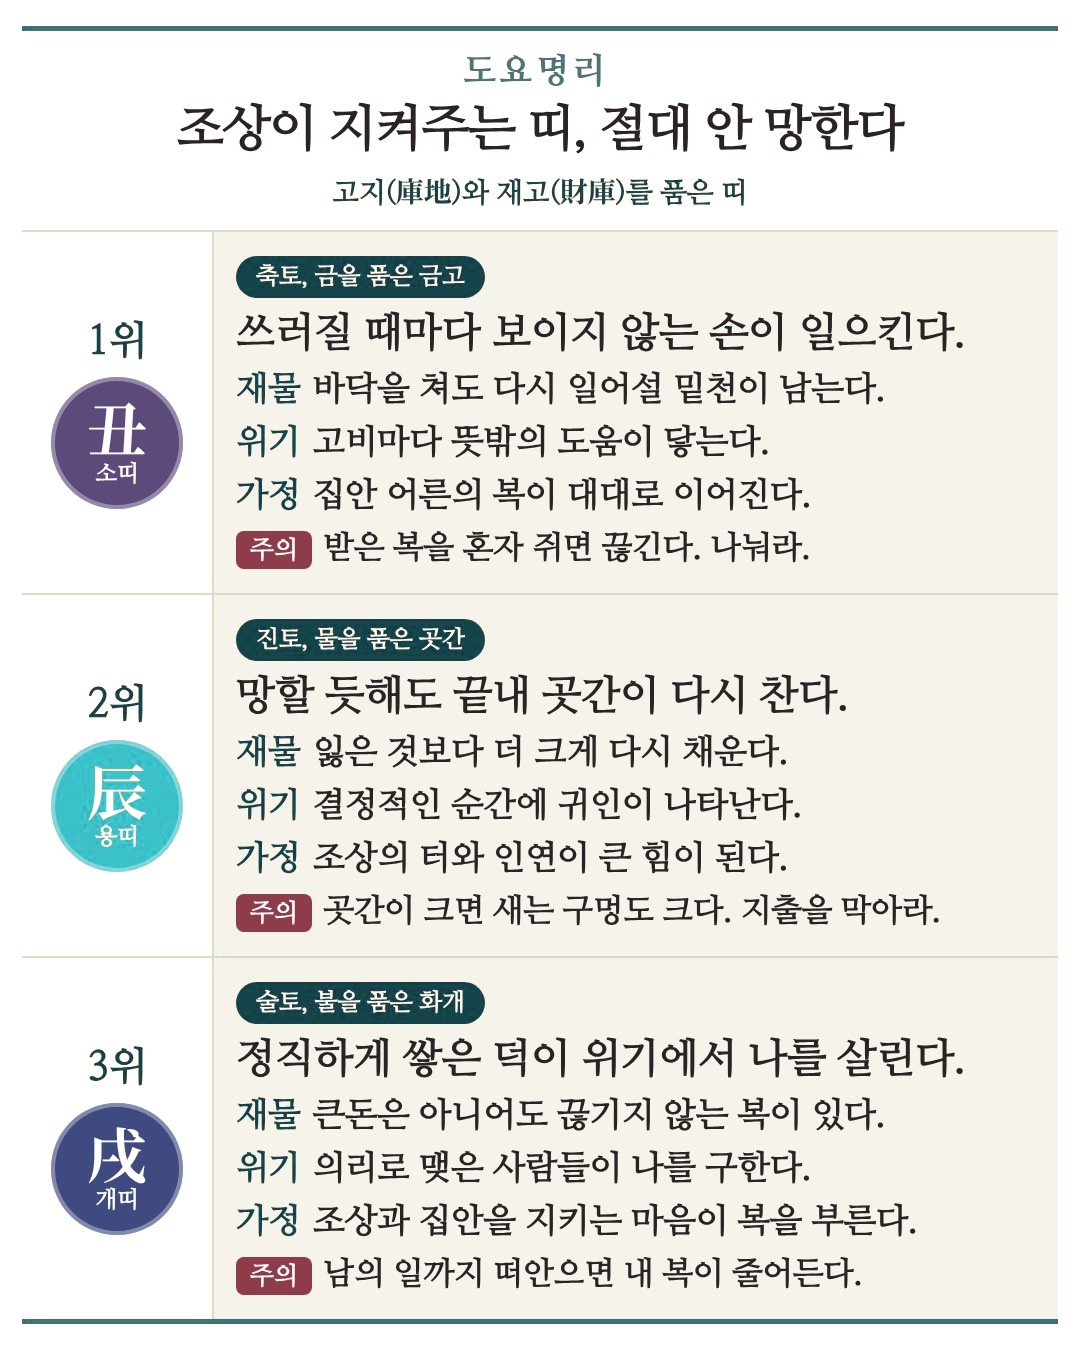 도요명리
조상이 지켜주는 띠, 절대 안 망한다
고지(庫地)와 재고(財庫)를 품은 띠
1위
丑
소띠
축토, 금을 품은 금고
쓰러질 때마다 보이지 않는 손이 일으킨다.
재물 바닥을 쳐도 다시 일어설 밑천이 남는다.
위기 고비마다 뜻밖의 도움이 닿는다.
가정 집안 어른의 복이 대대로 이어진다.
주의 받은 복을 혼자 쥐면 끊긴다. 나눠라.
2위
辰
용띠
진토, 물을 품은 곳간
망할 듯해도 끝내 곳간이 다시 찬다.
재물 잃은 것보다 더 크게 다시 채운다.
위기 결정적인 순간에 귀인이 나타난다.
가정 조상의 터와 인연이 큰 힘이 된다.
주의 곳간이 크면 새는 구멍도 크다. 지출을 막아라.
3위
戌
개띠
술토, 불을 품은 화개
정직하게 쌓은 덕이 위기에서 나를 살린다.
재물 큰돈은 아니어도 끊기지 않는 복이 있다.
위기 의리로 맺은 사람들이 나를 구한다.
가정 조상과 집안을 지키는 마음이 복을 부른다.
주의 남의 일까지 떠안으면 내 복이 줄어든다.